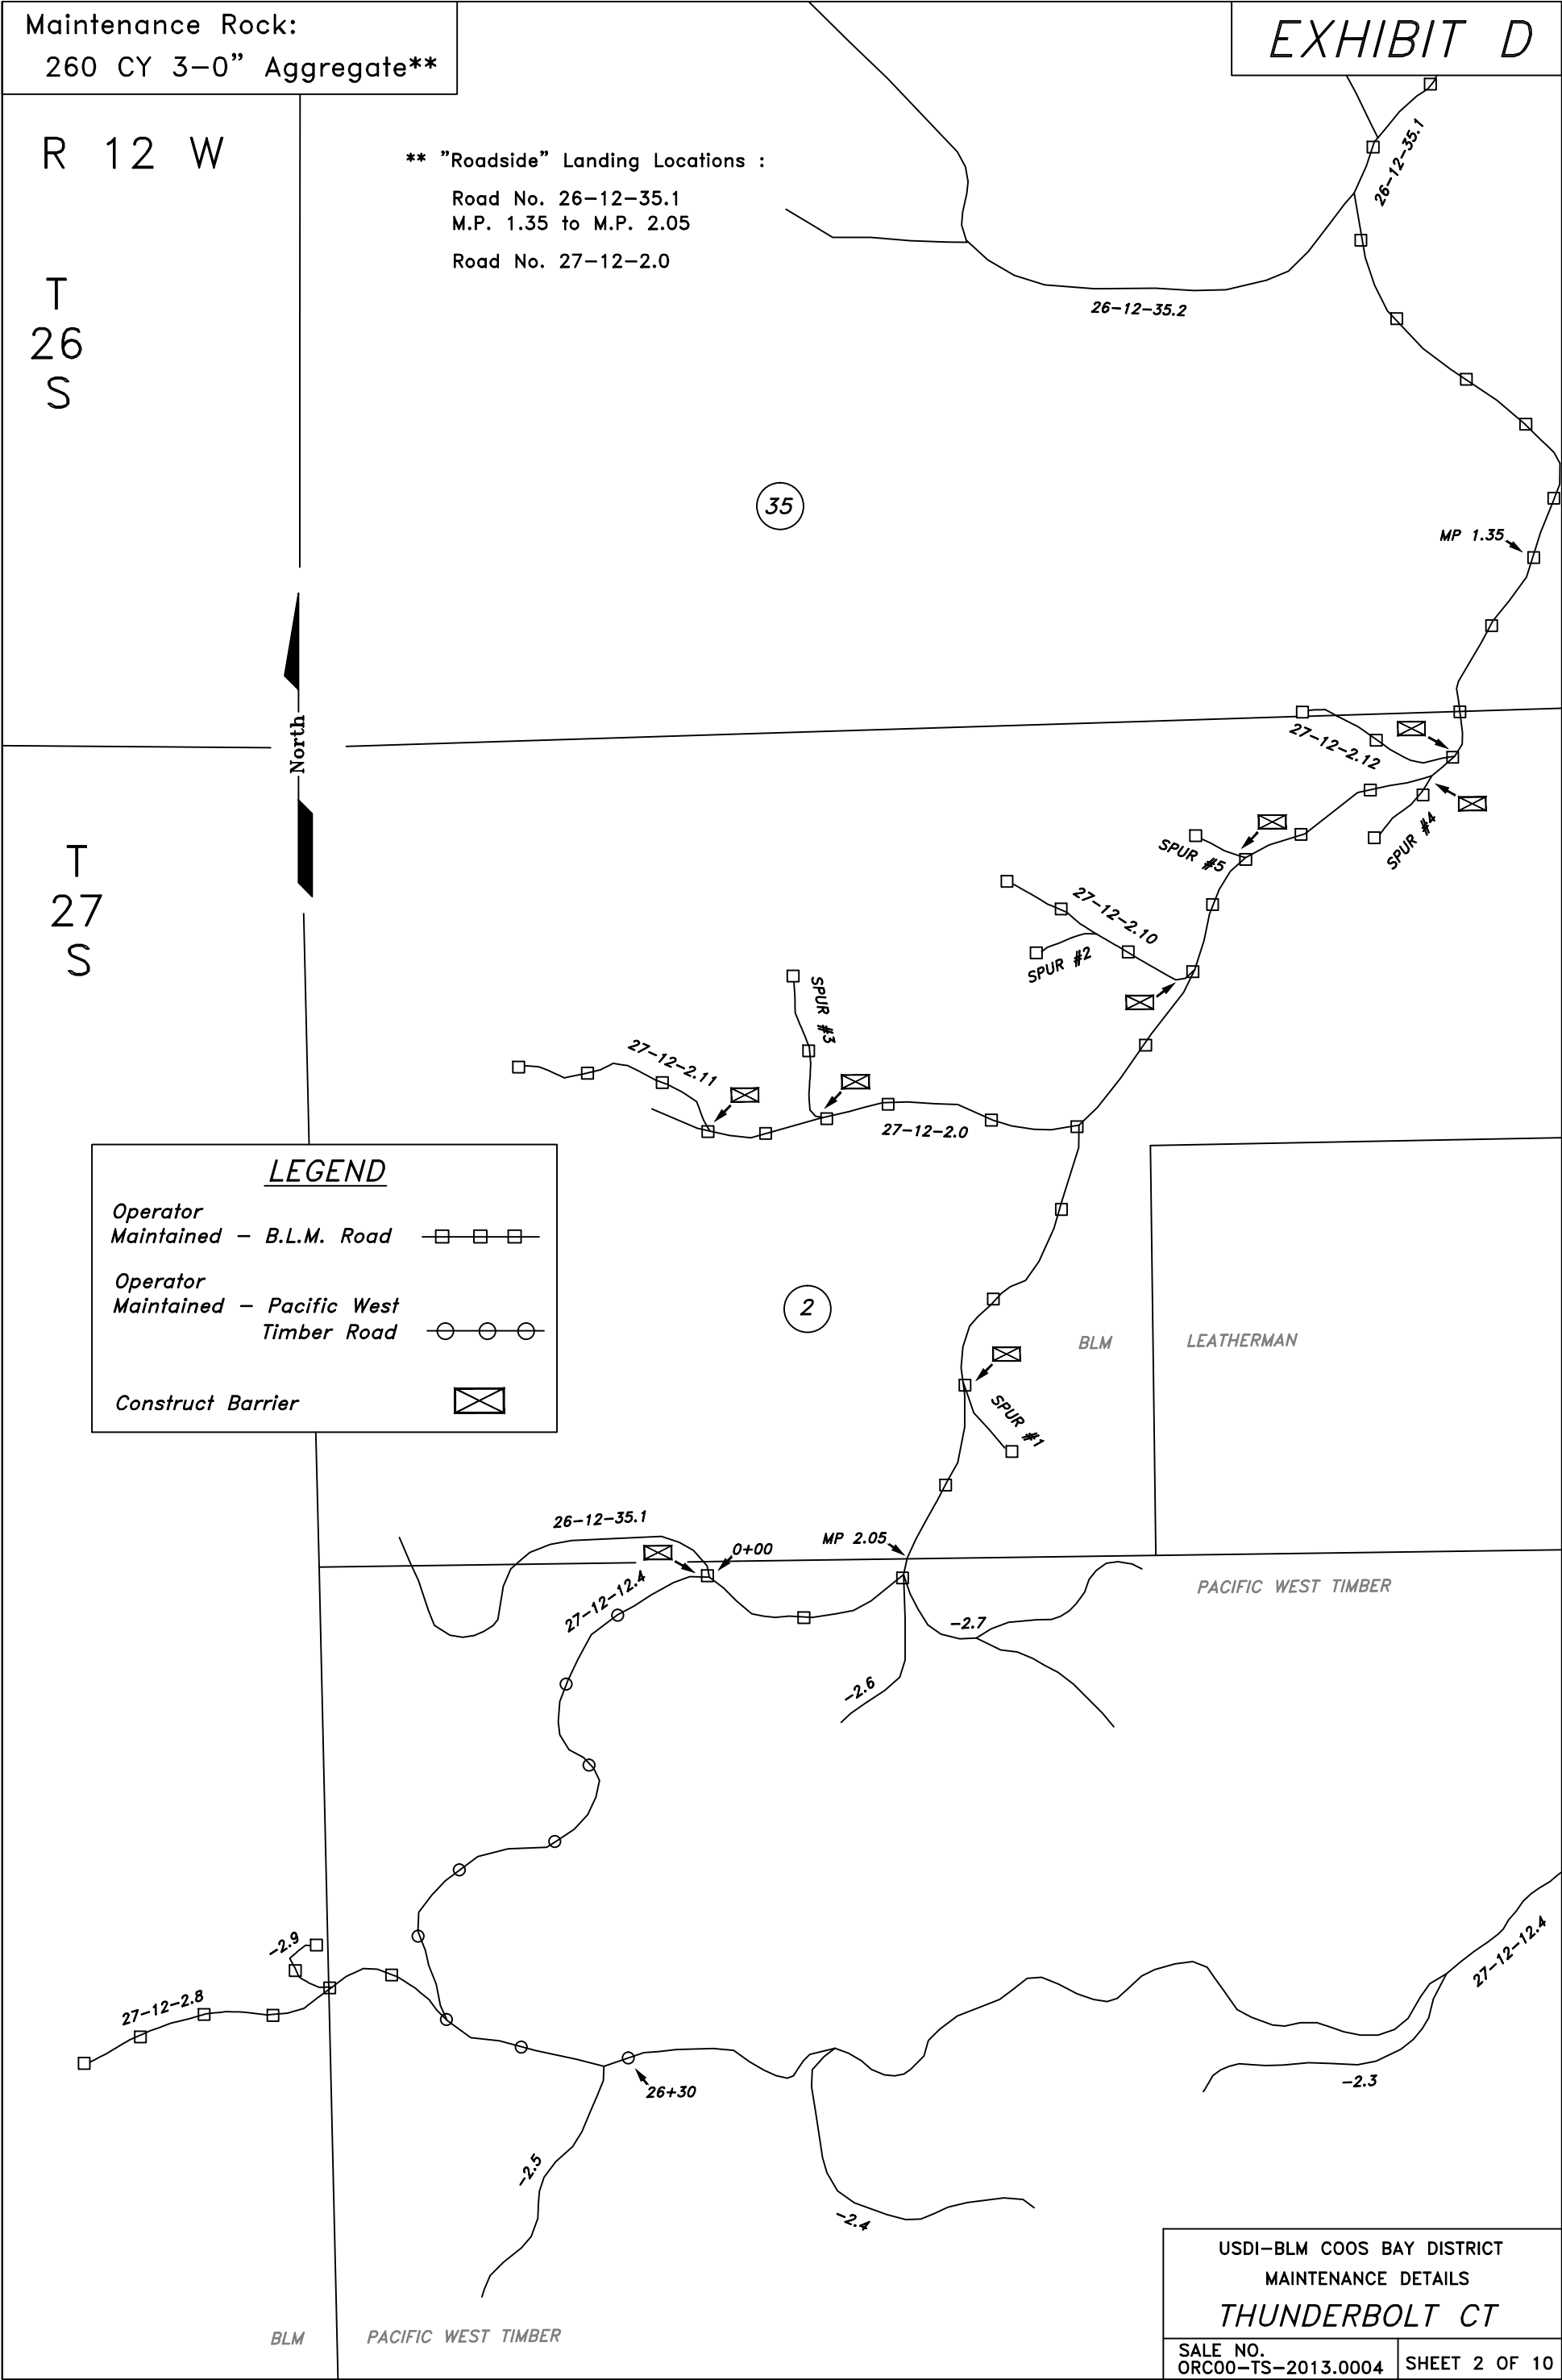 Maintenance Rock:
260 CY 3-0” Aggregate**
EXHIBIT D
R 12 W
** ”Roadside” Landing Locations :
Road No. 26-12-35.1
M.P. 1.35 to M.P. 2.05
Road No. 27-12-2.0
T
26
S
26-12-35.1
26-12-35.2
35
MP 1.35
North
27-12-2.12
T
27
S
SPUR #4
SPUR #5
27-12-2.10
SPUR #2
SPUR #3
27-12-2.11
27-12-2.0
LEGEND
Operator
Maintained - B.L.M. Road
Operator
Maintained - Pacific West
Timber Road
Construct Barrier
2
BLM
LEATHERMAN
SPUR #1
26-12-35.1
0+00
MP 2.05
27-12-12.4
PACIFIC WEST TIMBER
-2.7
-2.6
-2.9
27-12-2.8
27-12-12.4
26+30
-2.3
-2.5
-2.4
BLM
PACIFIC WEST TIMBER
USDI-BLM COOS BAY DISTRICT
MAINTENANCE DETAILS
THUNDERBOLT CT
SALE NO.
ORC00-TS-2013.0004
SHEET 2 OF 10